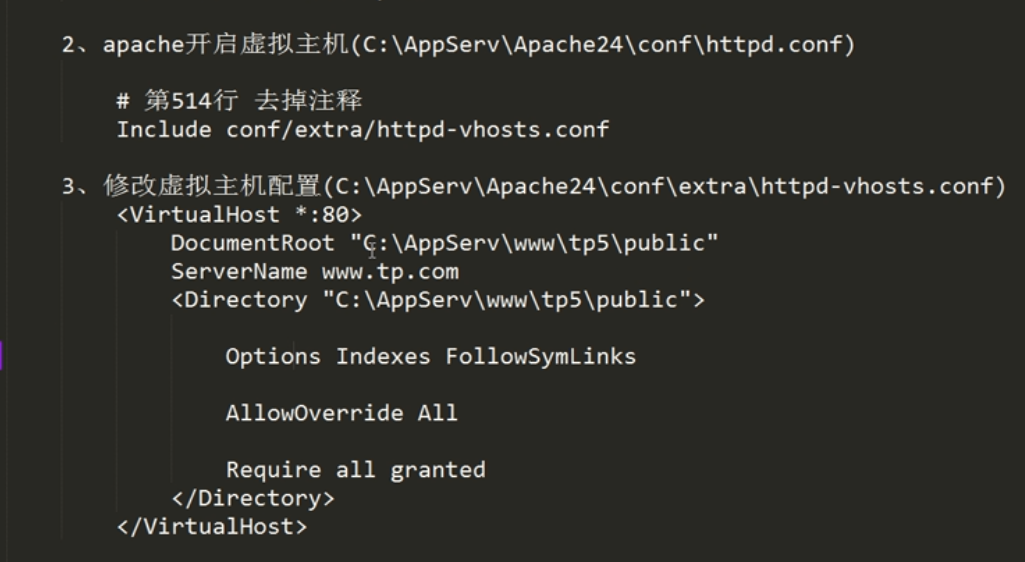 2、apache开启虚拟主机(C:\AppServ\Apache24\conf\httpd.conf)
# 第514行 去掉注释
Include conf/extra/httpd-vhosts.conf
3、修改虚拟主机配置(C:\AppServ\Apache24\conf\extra\httpd-vhosts.conf)
<VirtualHost *:80>
DocumentRoot "C:\AppServ\www\tp5\public"
ServerName www.tp.com
<Directory "C:\AppServ\www\tp5\public">
Options Indexes FollowSymLinks
AllowOverride All
Require all granted
</Directory>
</VirtualHost>